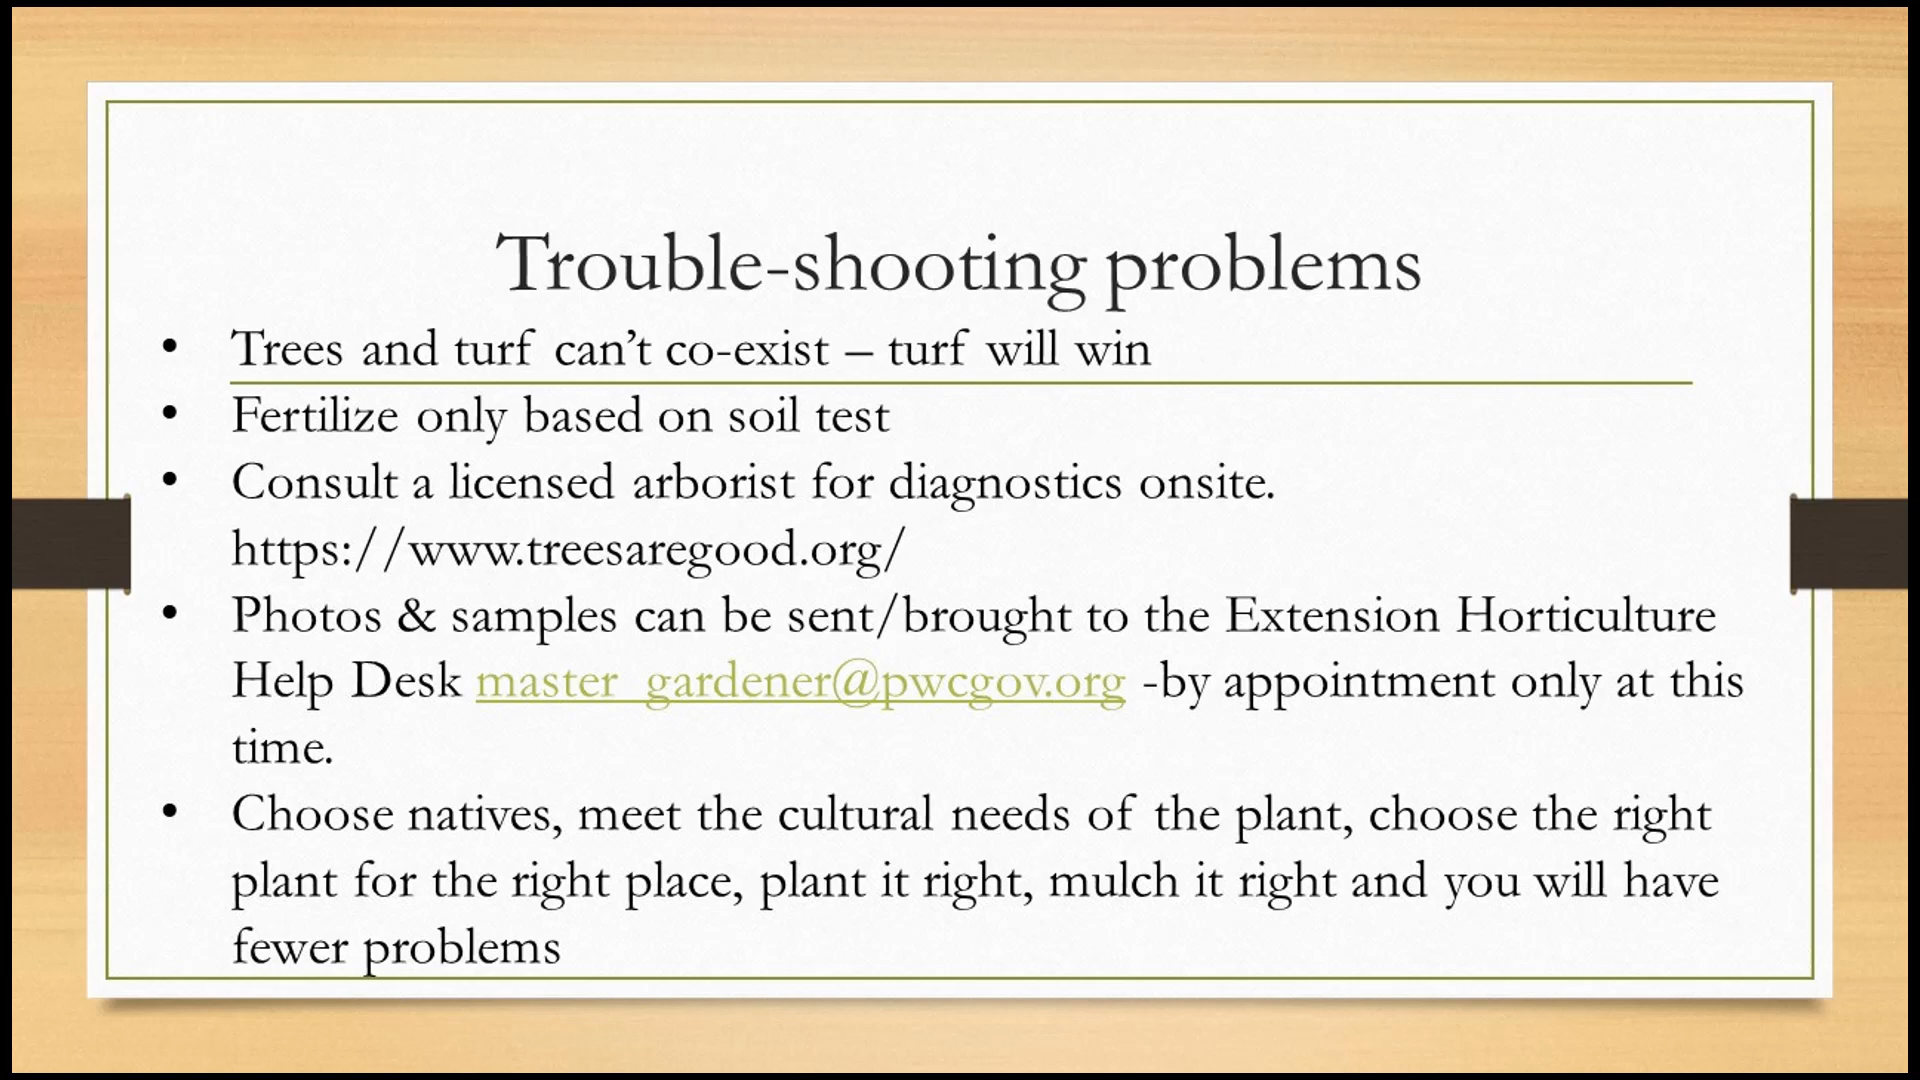 Trouble-shooting problems
• Trees and turf can’t co-exist – turf will win
• Fertilize only based on soil test
• Consult a licensed arborist for diagnostics onsite.
https://www.treesaregood.org/
• Photos & samples can be sent/brought to the Extension Horticulture
Help Desk master_gardener@pwcgov.org -by appointment only at this
time.
• Choose natives, meet the cultural needs of the plant, choose the right
plant for the right place, plant it right, mulch it right and you will have
fewer problems